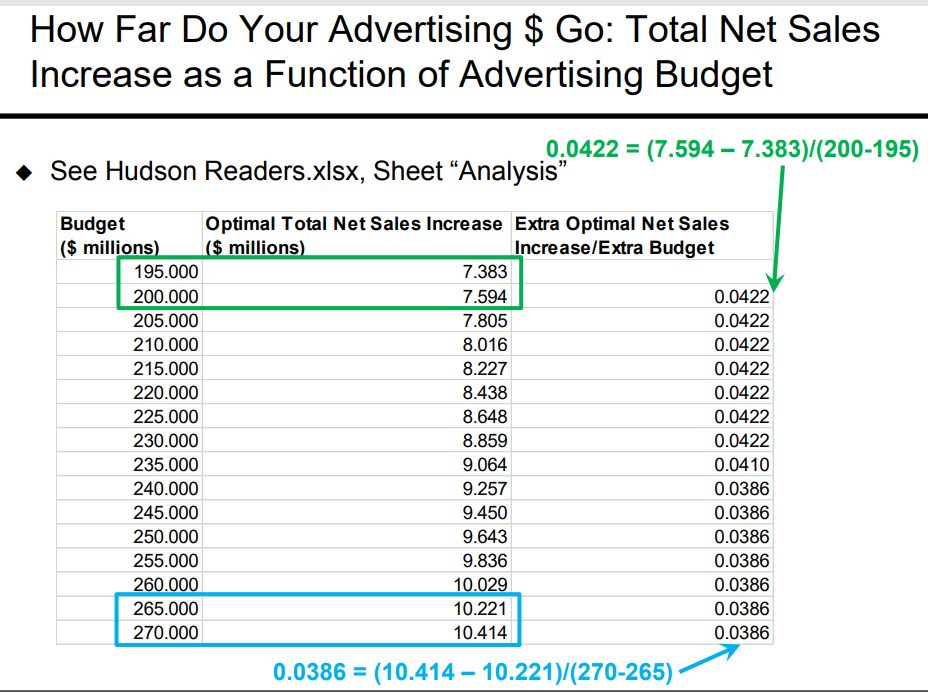 How Far Do Your Advertising $ Go: Total Net Sales
Increase as a Function of Advertising Budget
0.0422 = (7.594 – 7.383)/(200-195)
◆ See Hudson Readers.xlsx, Sheet “Analysis”
Budget Optimal Total Net Sales Increase Extra Optimal Net Sales
($ millions) ($ millions) Increase/Extra Budget
195.000 7.383
200.000 7.594 0.0422
205.000 7.805 0.0422
210.000 8.016 0.0422
215.000 8.227 0.0422
220.000 8.438 0.0422
225.000 8.648 0.0422
230.000 8.859 0.0422
235.000 9.064 0.0410
240.000 9.257 0.0386
245.000 9.450 0.0386
250.000 9.643 0.0386
255.000 9.836 0.0386
260.000 10.029 0.0386
265.000 10.221 0.0386
270.000 10.414 0.0386
0.0386 = (10.414 – 10.221)/(270-265)